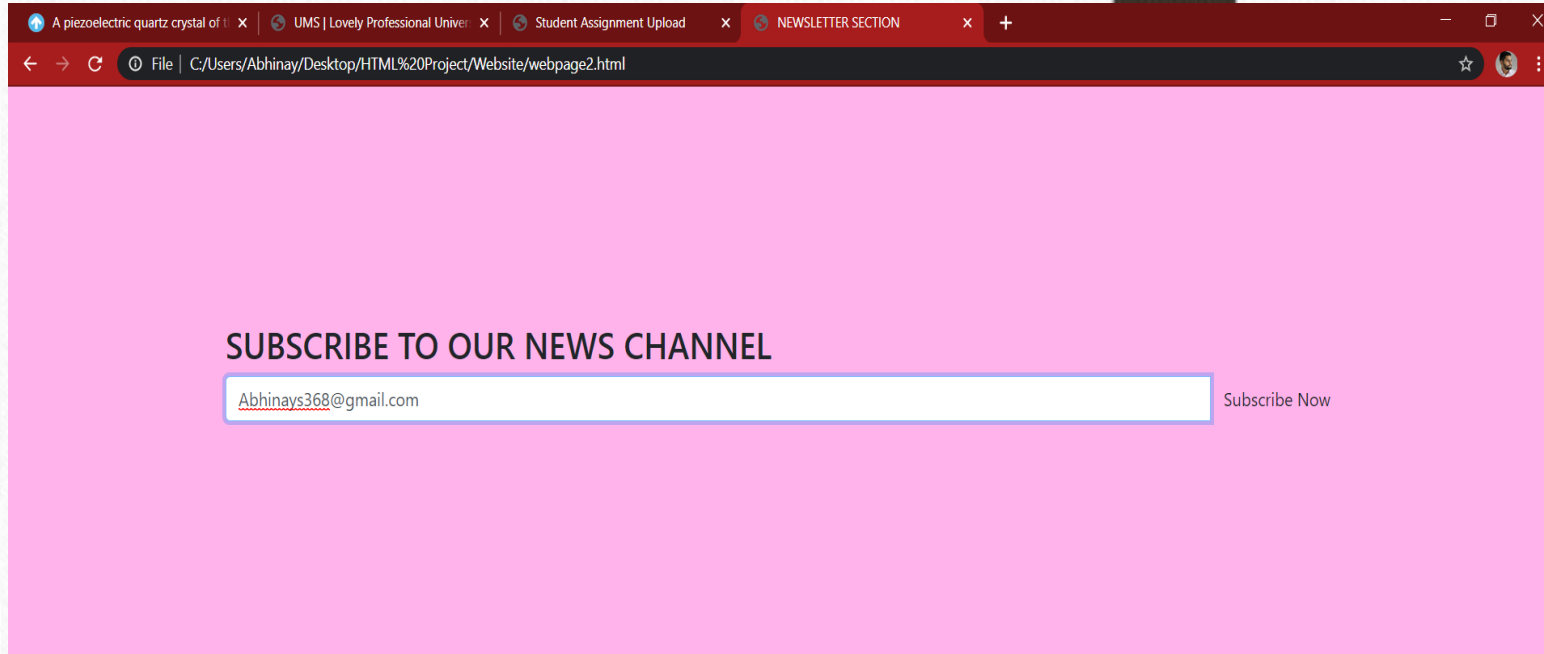 A piezoelectric quartz crystal of t
UMS | Lovely Professional Univer
Student Assignment Upload
NEWSLETTER SECTION
File | C:/Users/Abhinay/Desktop/HTML%20Project/Website/webpage2.html
SUBSCRIBE TO OUR NEWS CHANNEL
Abhinays368@gmail.com
Subscribe Now